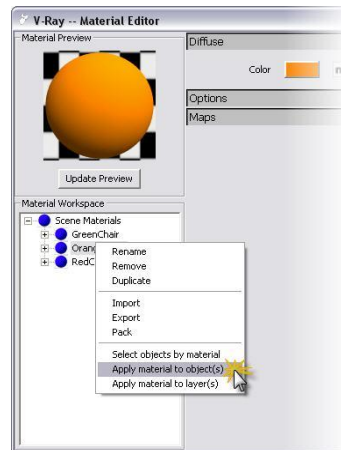 V-Ray -- Material Editor
Material Preview
Diffuse
Color
Options
Maps
Update Preview
Material Workspace
Scene Materials
GreenChair
Rename
Remove
Duplicate
Import
Export
Pack
Select objects by material
Apply material to object(s)
Apply material to layer(s)